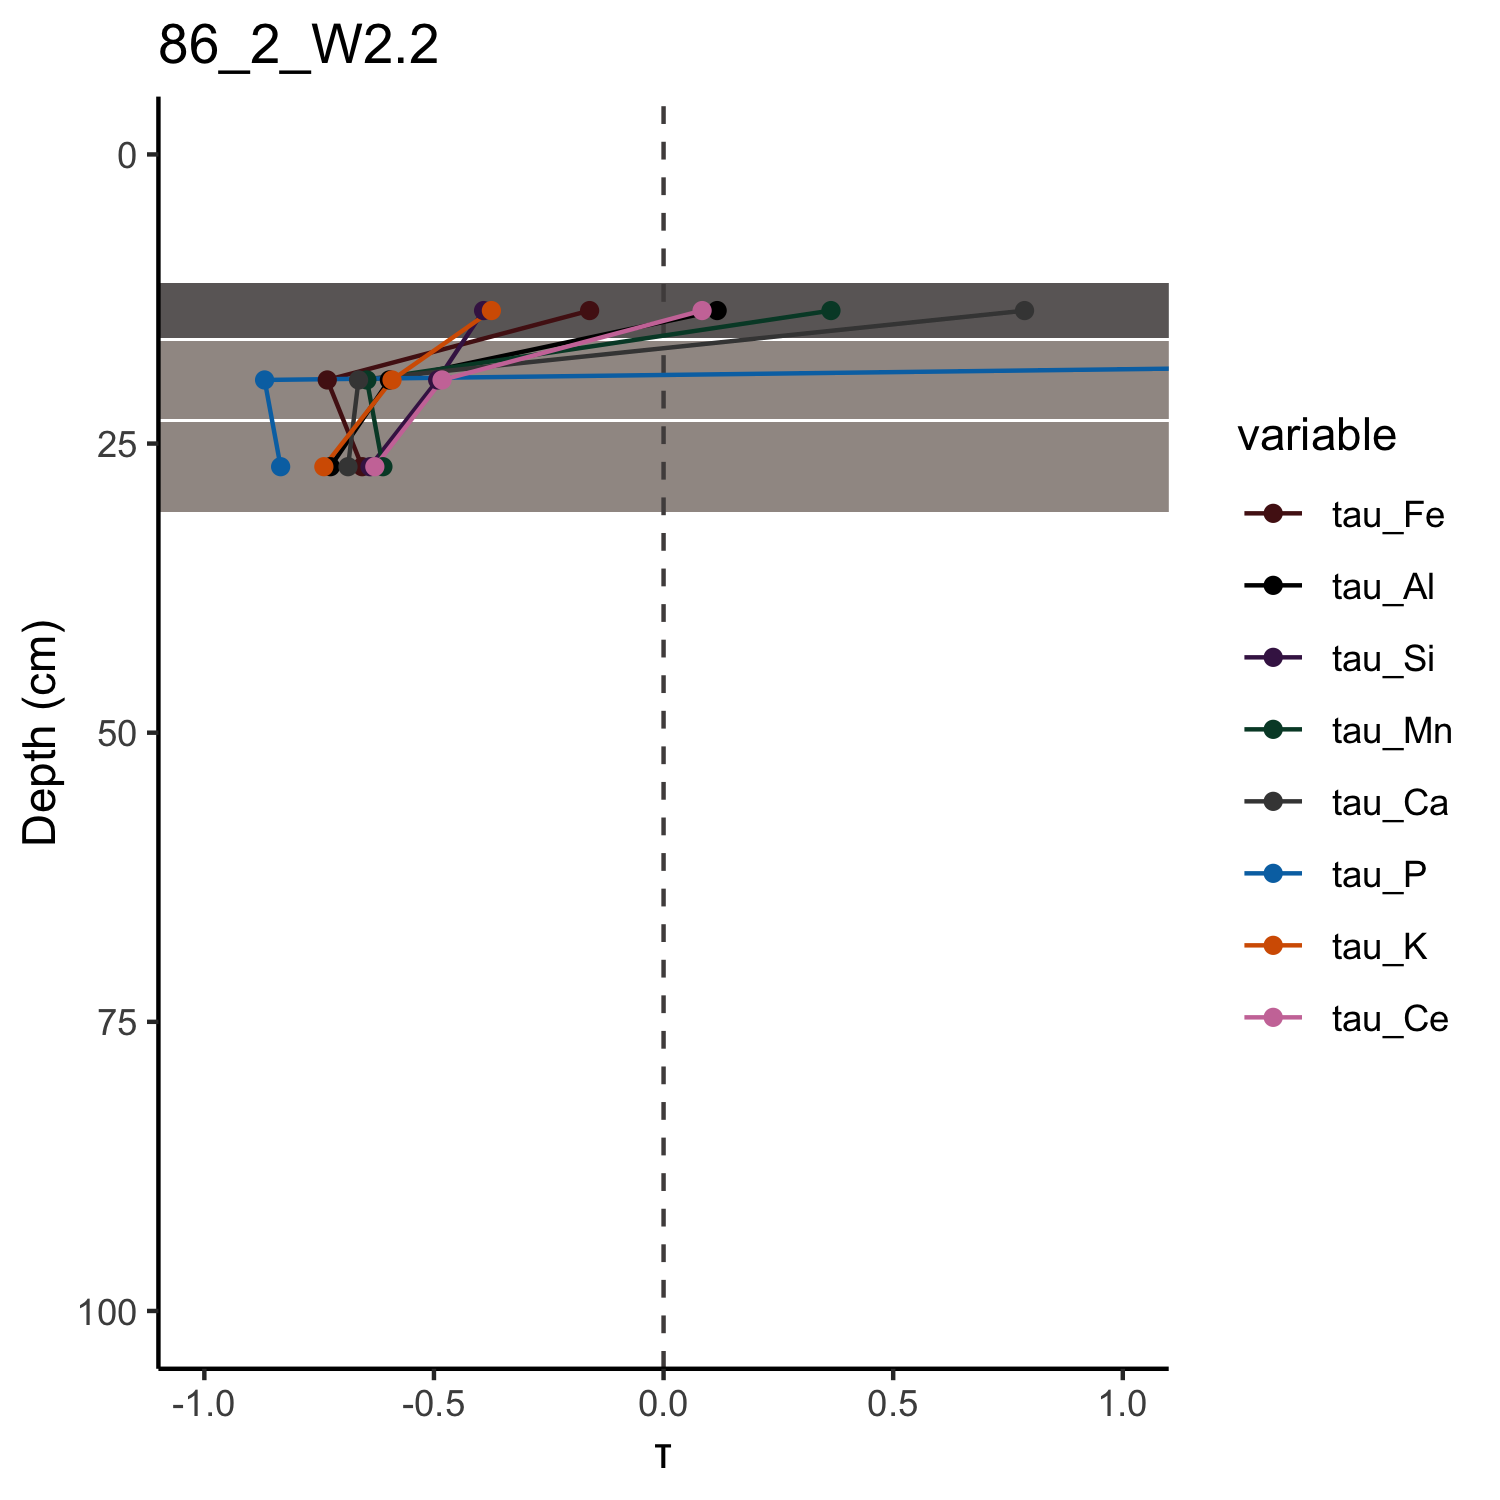 86_2_W2.2
0
25
50
75
100
Depth (cm)
-1.0 -0.5 0.0 0.5 1.0
τ
variable
tau_Fe
tau_Al
tau_Si
tau_Mn
tau_Ca
tau_P
tau_K
tau_Ce